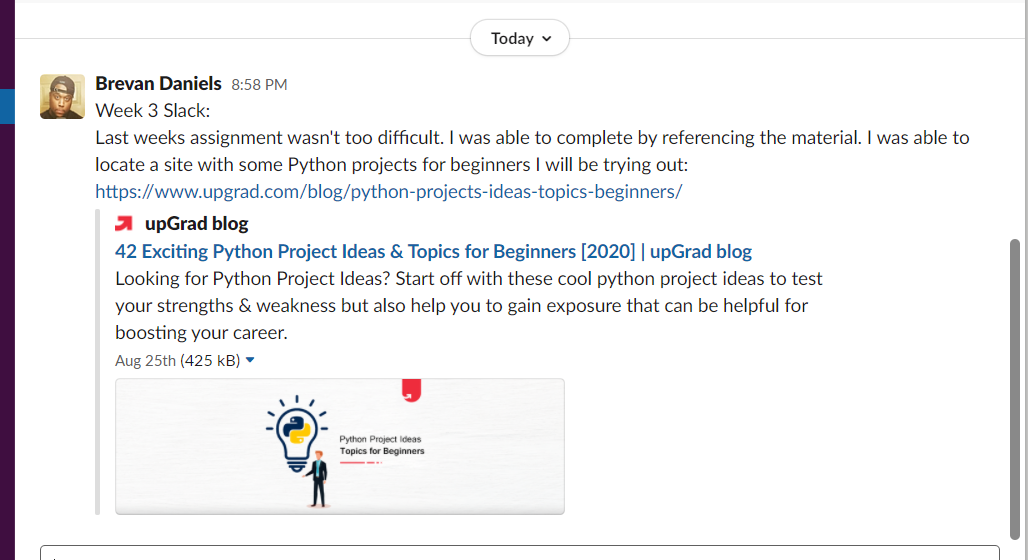 Today
Brevan Daniels 8:58 PM
Week 3 Slack:
Last weeks assignment wasn't too difficult. I was able to complete by referencing the material. I was able to
locate a site with some Python projects for beginners I will be trying out:
https://www.upgrad.com/blog/python-projects-ideas-topics-beginners/
upGrad blog
42 Exciting Python Project Ideas & Topics for Beginners [2020] | upGrad blog
Looking for Python Project Ideas? Start off with these cool python project ideas to test
your strengths & weakness but also help you to gain exposure that can be helpful for
boosting your career.
Aug 25th (425 kB)
Python Project Ideas
Topics for Beginners